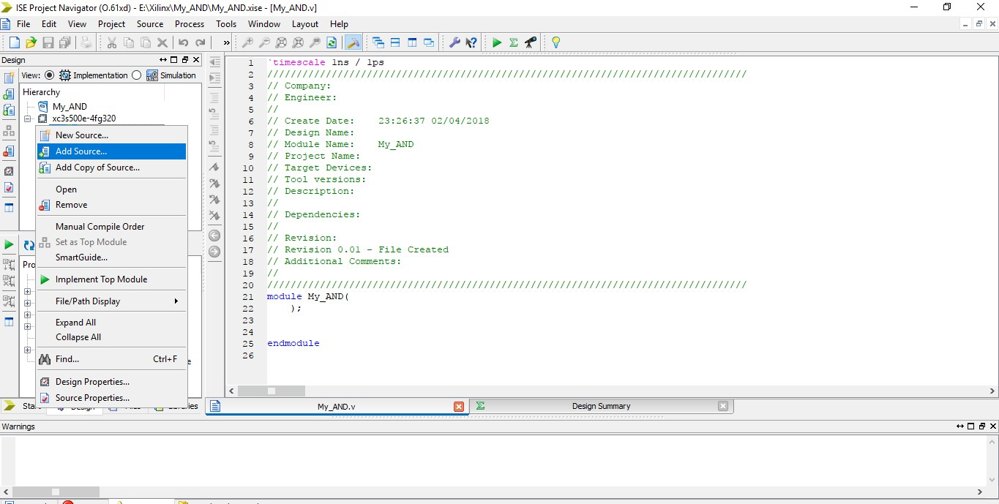 ISE Project Navigator (O.61xd) - E:\Xilinx\My_AND\My_AND.xise - [My_AND.v]
File Edit View Project Source Process Tools Window Layout Help
Design
View: Implementation Simulation
Hierarchy
My_AND
xc3s500e-4fg320
New Source...
Add Source...
Add Copy of Source...
Open
Remove
Manual Compile Order
Set as Top Module
SmartGuide...
Implement Top Module
File/Path Display
Expand All
Collapse All
Find... Ctrl+F
Design Properties...
Source Properties...
1 `timescale 1ns / 1ps
2 //////////////////////////////////////////////////////////////////////////////////
3 // Company:
4 // Engineer:
5 //
6 // Create Date:    23:26:37 02/04/2018
7 // Design Name:
8 // Module Name:    My_AND
9 // Project Name:
10 // Target Devices:
11 // Tool versions:
12 // Description:
13 //
14 // Dependencies:
15 //
16 // Revision:
17 // Revision 0.01 - File Created
18 // Additional Comments:
19 //
20 //////////////////////////////////////////////////////////////////////////////////
21 module My_AND(
22     );
23
24
25 endmodule
26
My_AND.v
Design Summary
Warnings